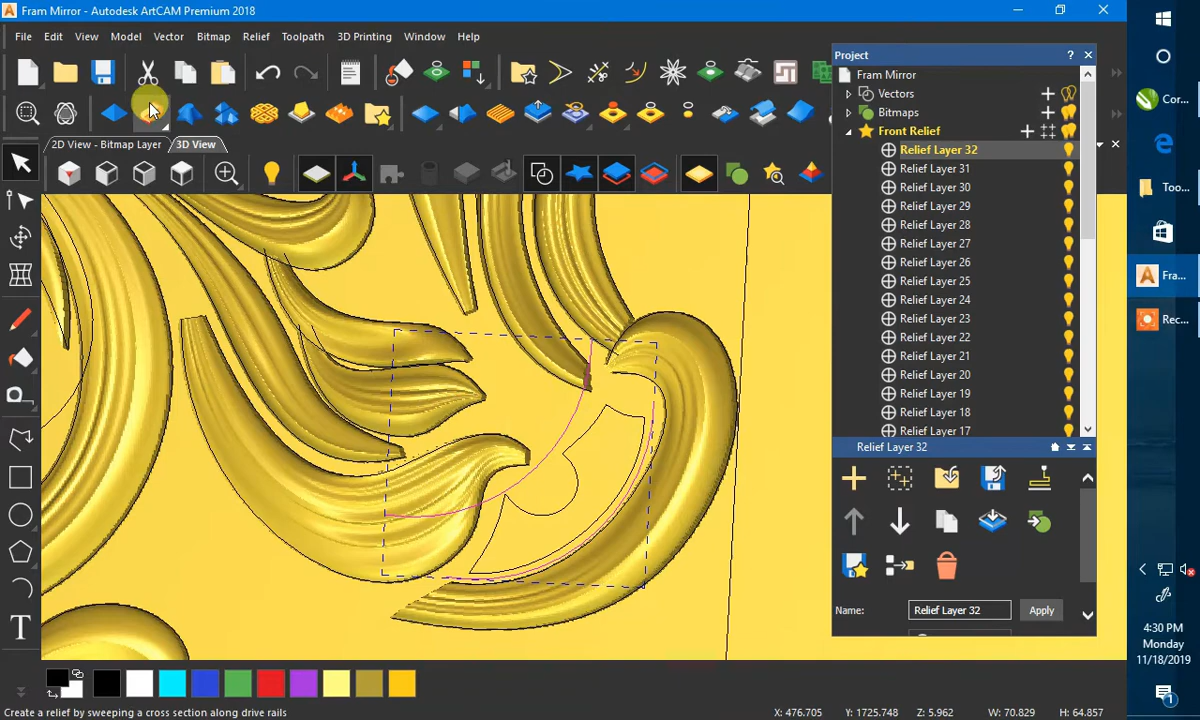 Fram Mirror - Autodesk ArtCAM Premium 2018
File Edit View Model Vector Bitmap Relief Toolpath 3D Printing Window Help
2D View - Bitmap Layer 3D View
Project
Fram Mirror
Vectors
Bitmaps
Front Relief
Relief Layer 32
Relief Layer 31
Relief Layer 30
Relief Layer 29
Relief Layer 28
Relief Layer 27
Relief Layer 26
Relief Layer 25
Relief Layer 24
Relief Layer 23
Relief Layer 22
Relief Layer 21
Relief Layer 20
Relief Layer 19
Relief Layer 18
Relief Layer 17
Relief Layer 32
Name: Relief Layer 32 Apply
Cor...
Too...
Fra...
Rec...
4:30 PM
Monday
11/18/2019
1
Create a relief by sweeping a cross section along drive rails
X: 476.705 Y: 1725.748 Z: 5.962 W: 70.829 H: 64.857